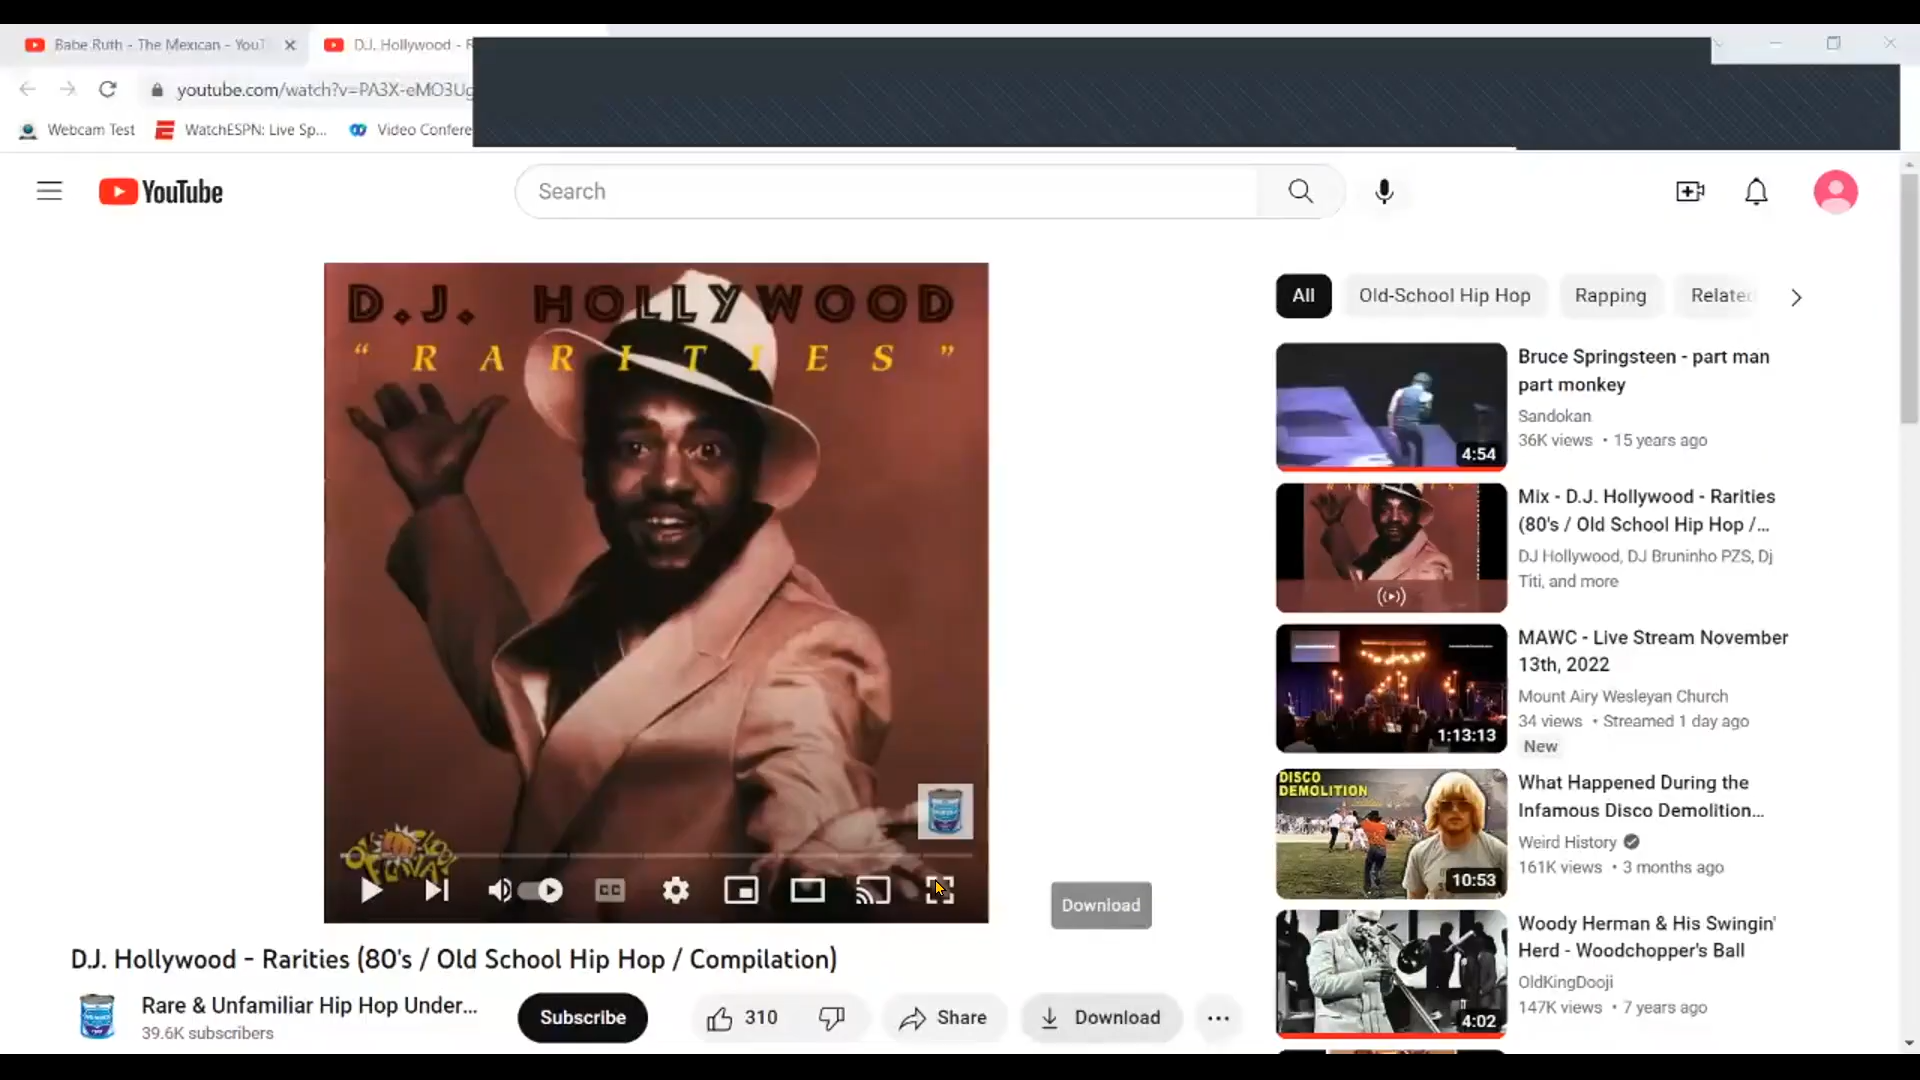 Babe Ruth - The Mexican - YouT
D.J. Hollywood - R
youtube.com/watch?v=PA3X-eMO3Ug
Webcam Test
WatchESPN: Live Sp...
Video Confere
YouTube
Search
D.J. HOLLYWOOD
"RARITIES"
CC
Download
D.J. Hollywood - Rarities (80's / Old School Hip Hop / Compilation)
Rare & Unfamiliar Hip Hop Under...
39.6K subscribers
Subscribe
310
Share
Download
All
Old-School Hip Hop
Rapping
Related
Bruce Springsteen - part man
part monkey
Sandokan
36K views • 15 years ago
4:54
Mix - D.J. Hollywood - Rarities
(80's / Old School Hip Hop /...
DJ Hollywood, DJ Bruninho PZS, Dj
Titi, and more
MAWC - Live Stream November
13th, 2022
Mount Airy Wesleyan Church
34 views • Streamed 1 day ago
New
1:13:13
DISCO
DEMOLITION
What Happened During the
Infamous Disco Demolition...
Weird History
161K views • 3 months ago
10:53
Woody Herman & His Swingin'
Herd - Woodchopper's Ball
OldKingDooji
147K views • 7 years ago
4:02